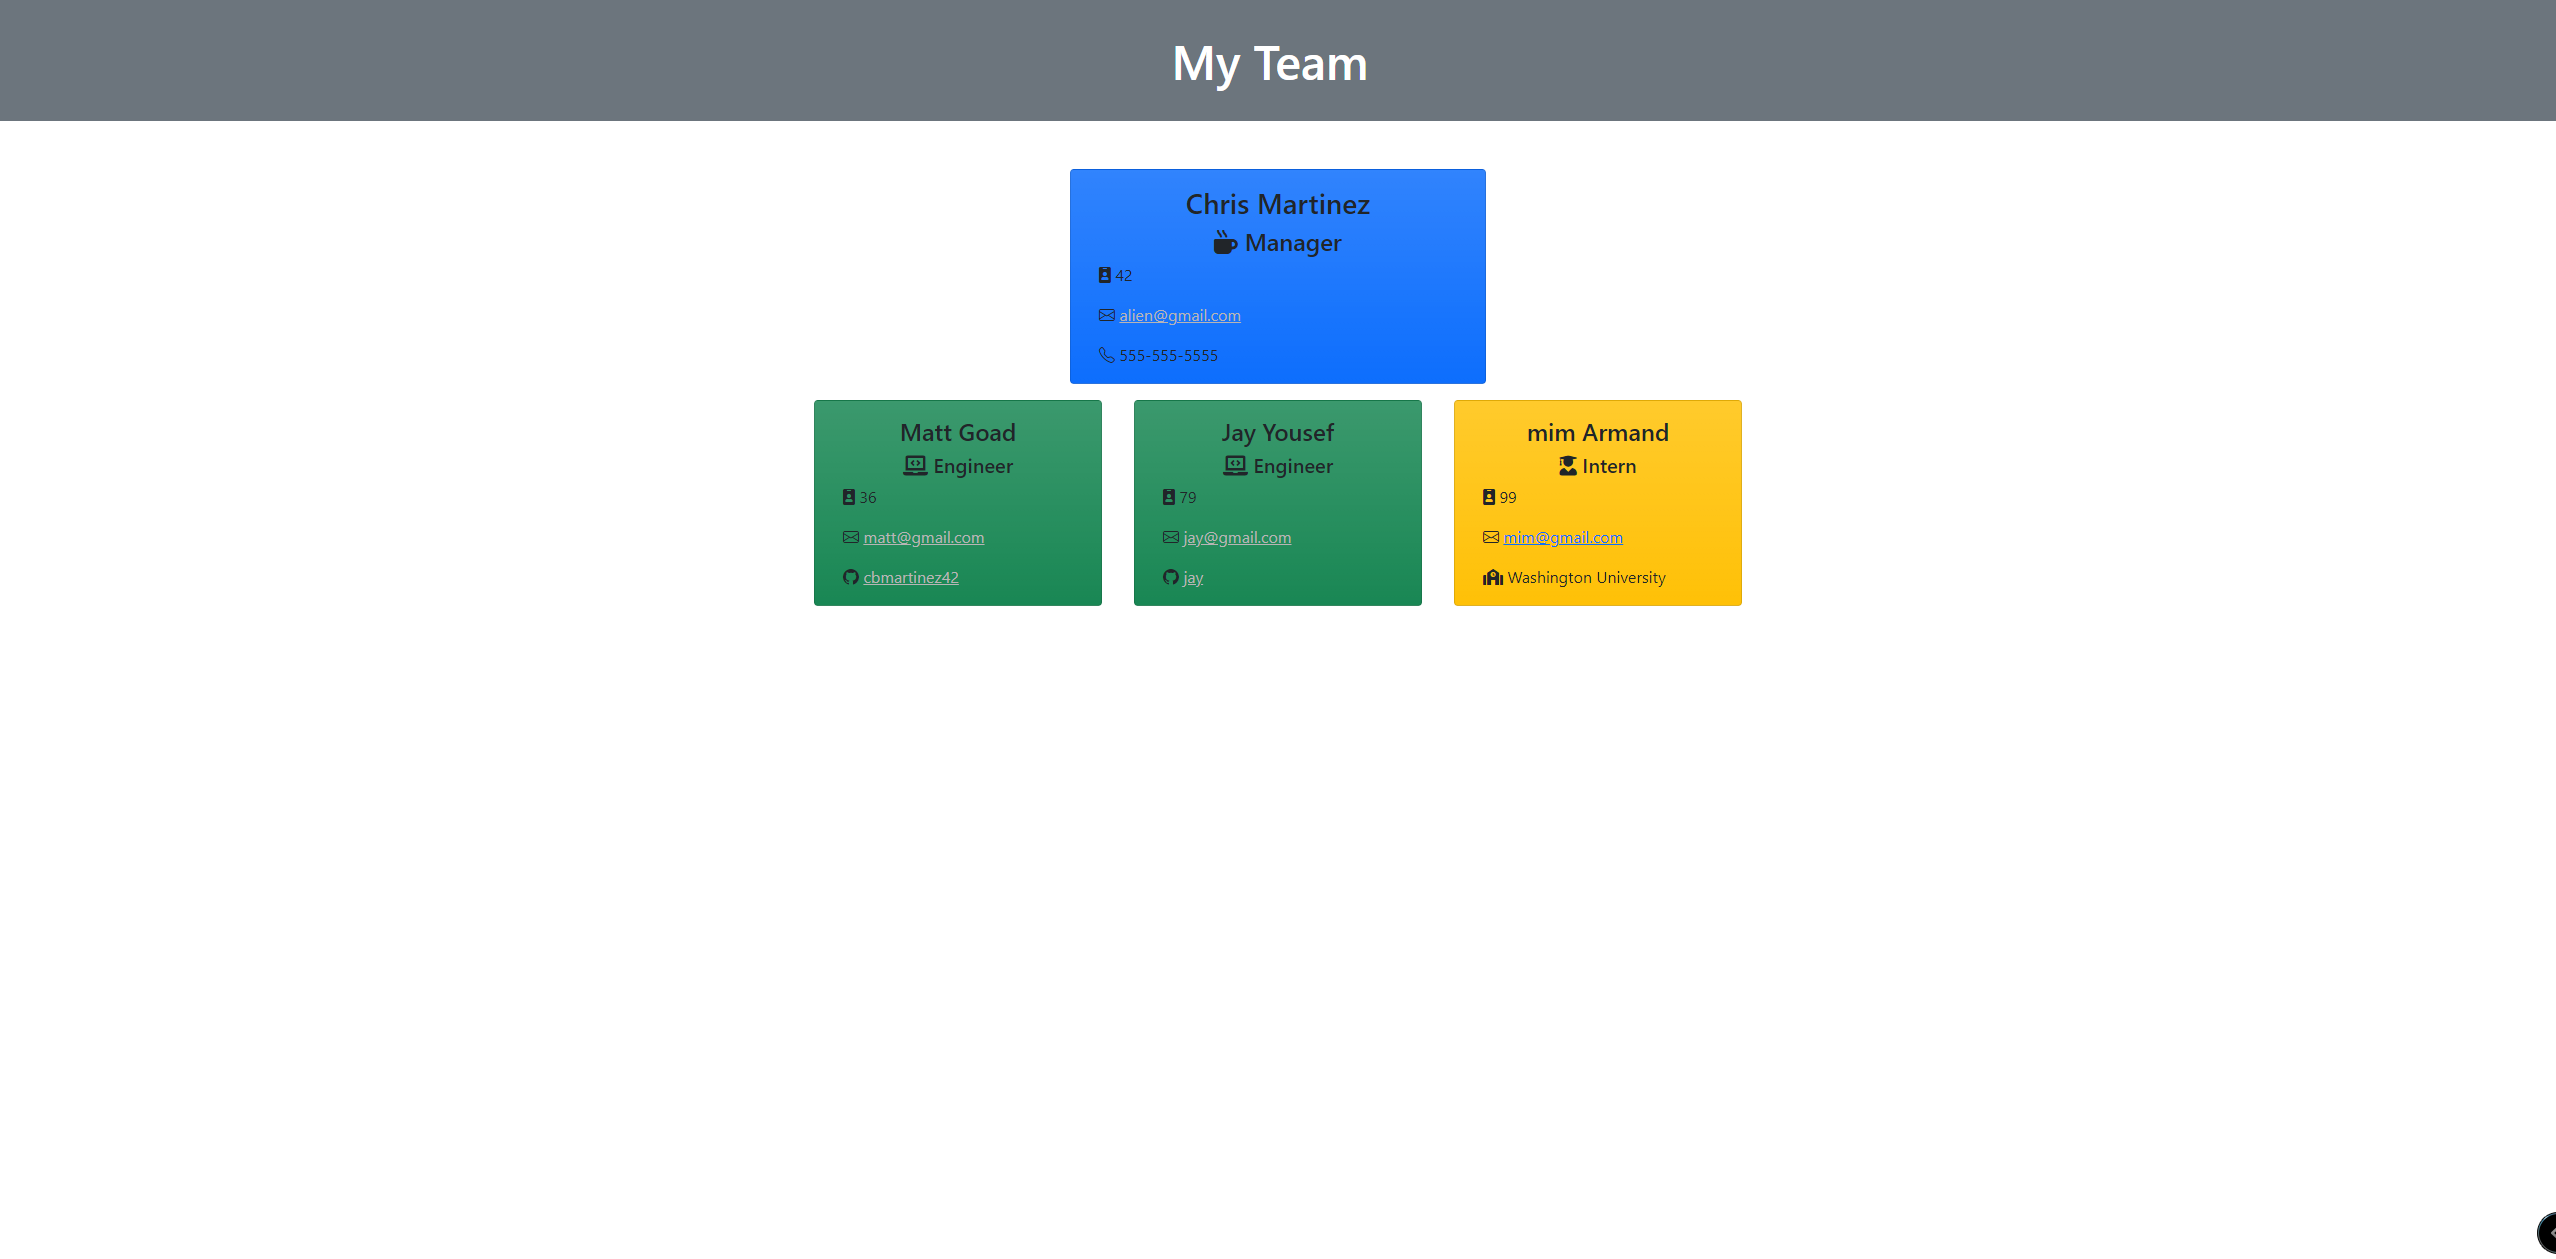 My Team
Chris Martinez
Manager
42
alien@gmail.com
555-555-5555
Matt Goad
Engineer
36
matt@gmail.com
cbmartinez42
Jay Yousef
Engineer
79
jay@gmail.com
jay
mim Armand
Intern
99
mim@gmail.com
Washington University